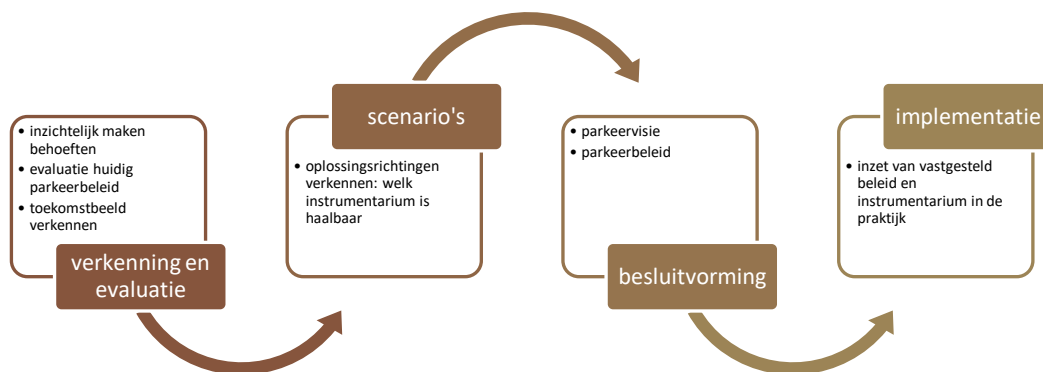 • inzichtelijk maken
behoeften
• evaluatie huidig
parkeerbeleid
• toekomstbeeld
verkennen
verkenning en
evaluatie
scenario's
• oplossingsrichtingen
verkennen: welk
instrumentarium is
haalbaar
• parkeervisie
• parkeerbeleid
besluitvorming
implementatie
• inzet van vastgesteld
beleid en
instrumentarium in de
praktijk